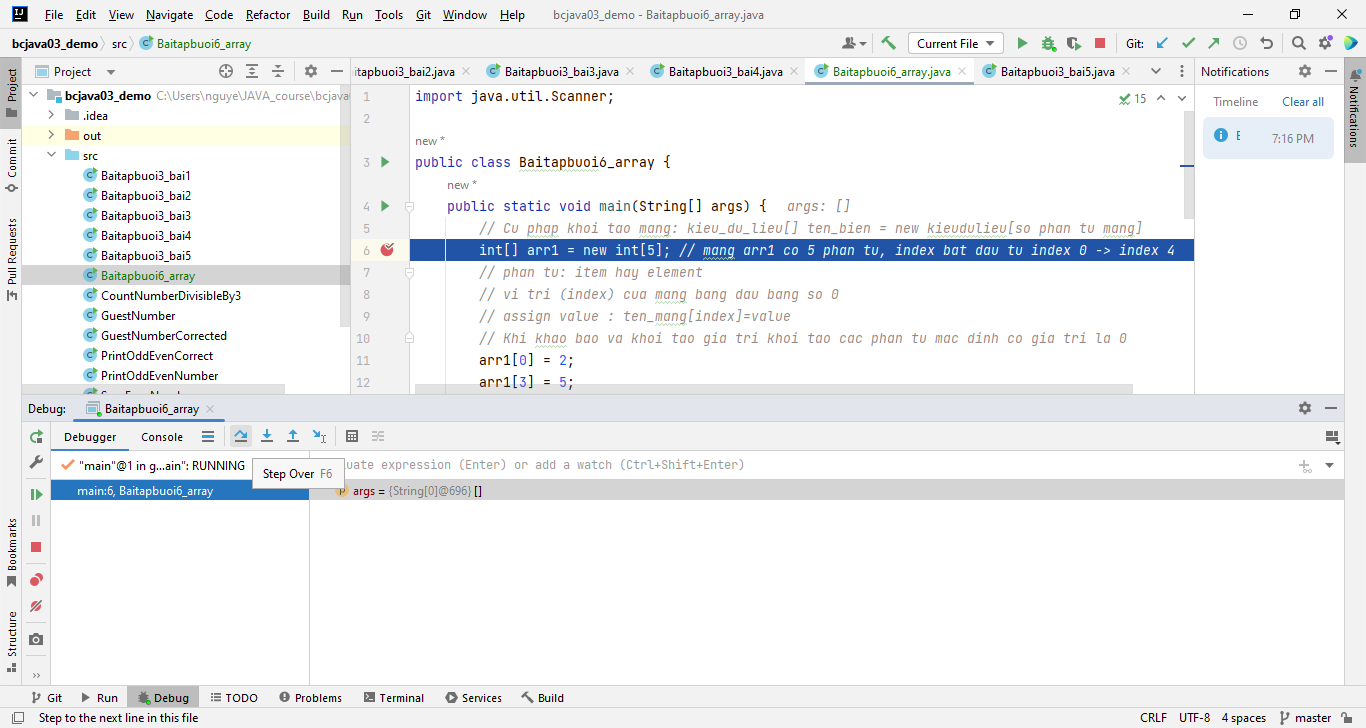 File Edit View Navigate Code Refactor Build Run Tools Git Window Help bcjava03_demo - Baitapbuoi6_array.java
bcjava03_demo src Baitapbuoi6_array Current File Git:
Project
Commit
Pull Requests
Bookmarks
Structure
Project
bcjava03_demo C:\Users\nguye\JAVA_course\bcjava
.idea
out
src
Baitapbuoi3_bai1
Baitapbuoi3_bai2
Baitapbuoi3_bai3
Baitapbuoi3_bai4
Baitapbuoi3_bai5
Baitapbuoi6_array
CountNumberDivisibleBy3
GuestNumber
GuestNumberCorrected
PrintOddEvenCorrect
PrintOddEvenNumber
itapbuoi3_bai2.java Baitapbuoi3_bai3.java Baitapbuoi3_bai4.java Baitapbuoi6_array.java Baitapbuoi3_bai5.java
15
1 import java.util.Scanner;
2
new *
3 public class Baitapbuoi6_array {
new *
4 public static void main(String[] args) { args: []
5 // Cu phap khoi tao mang: kieu_du_lieu[] ten_bien = new kieudulieu[so phan tu mang]
6 int[] arr1 = new int[5]; // mang arr1 co 5 phan tu, index bat dau tu index 0 -> index 4
7 // phan tu: item hay element
8 // vi tri (index) cua mang bang dau bang so 0
9 // assign value : ten_mang[index]=value
10 // Khi khao bao va khoi tao gia tri khoi tao cac phan tu mac dinh co gia tri la 0
11 arr1[0] = 2;
12 arr1[3] = 5;
Notifications
Timeline Clear all
E 7:16 PM
Notifications
Debug: Baitapbuoi6_array
Debugger Console
"main"@1 in g...ain": RUNNING
uate expression (Enter) or add a watch (Ctrl+Shift+Enter)
Step Over F6
main:6, Baitapbuoi6_array
args = {String[0]@696} []
Git Run Debug TODO Problems Terminal Services Build
Step to the next line in this file CRLF UTF-8 4 spaces master